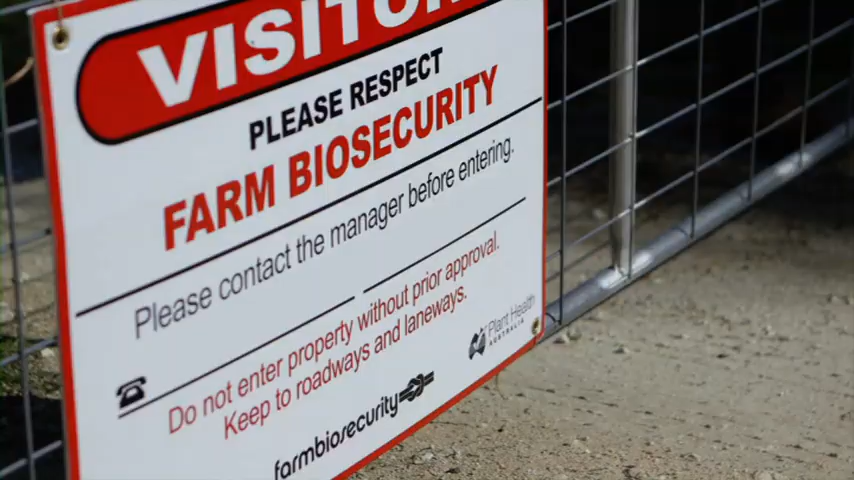 VISITOR
PLEASE RESPECT
FARM BIOSECURITY
Please contact the manager before entering.
Do not enter property without prior approval.
Keep to roadways and laneways.
farmbiosecurity
Plant Health
AUSTRALIA